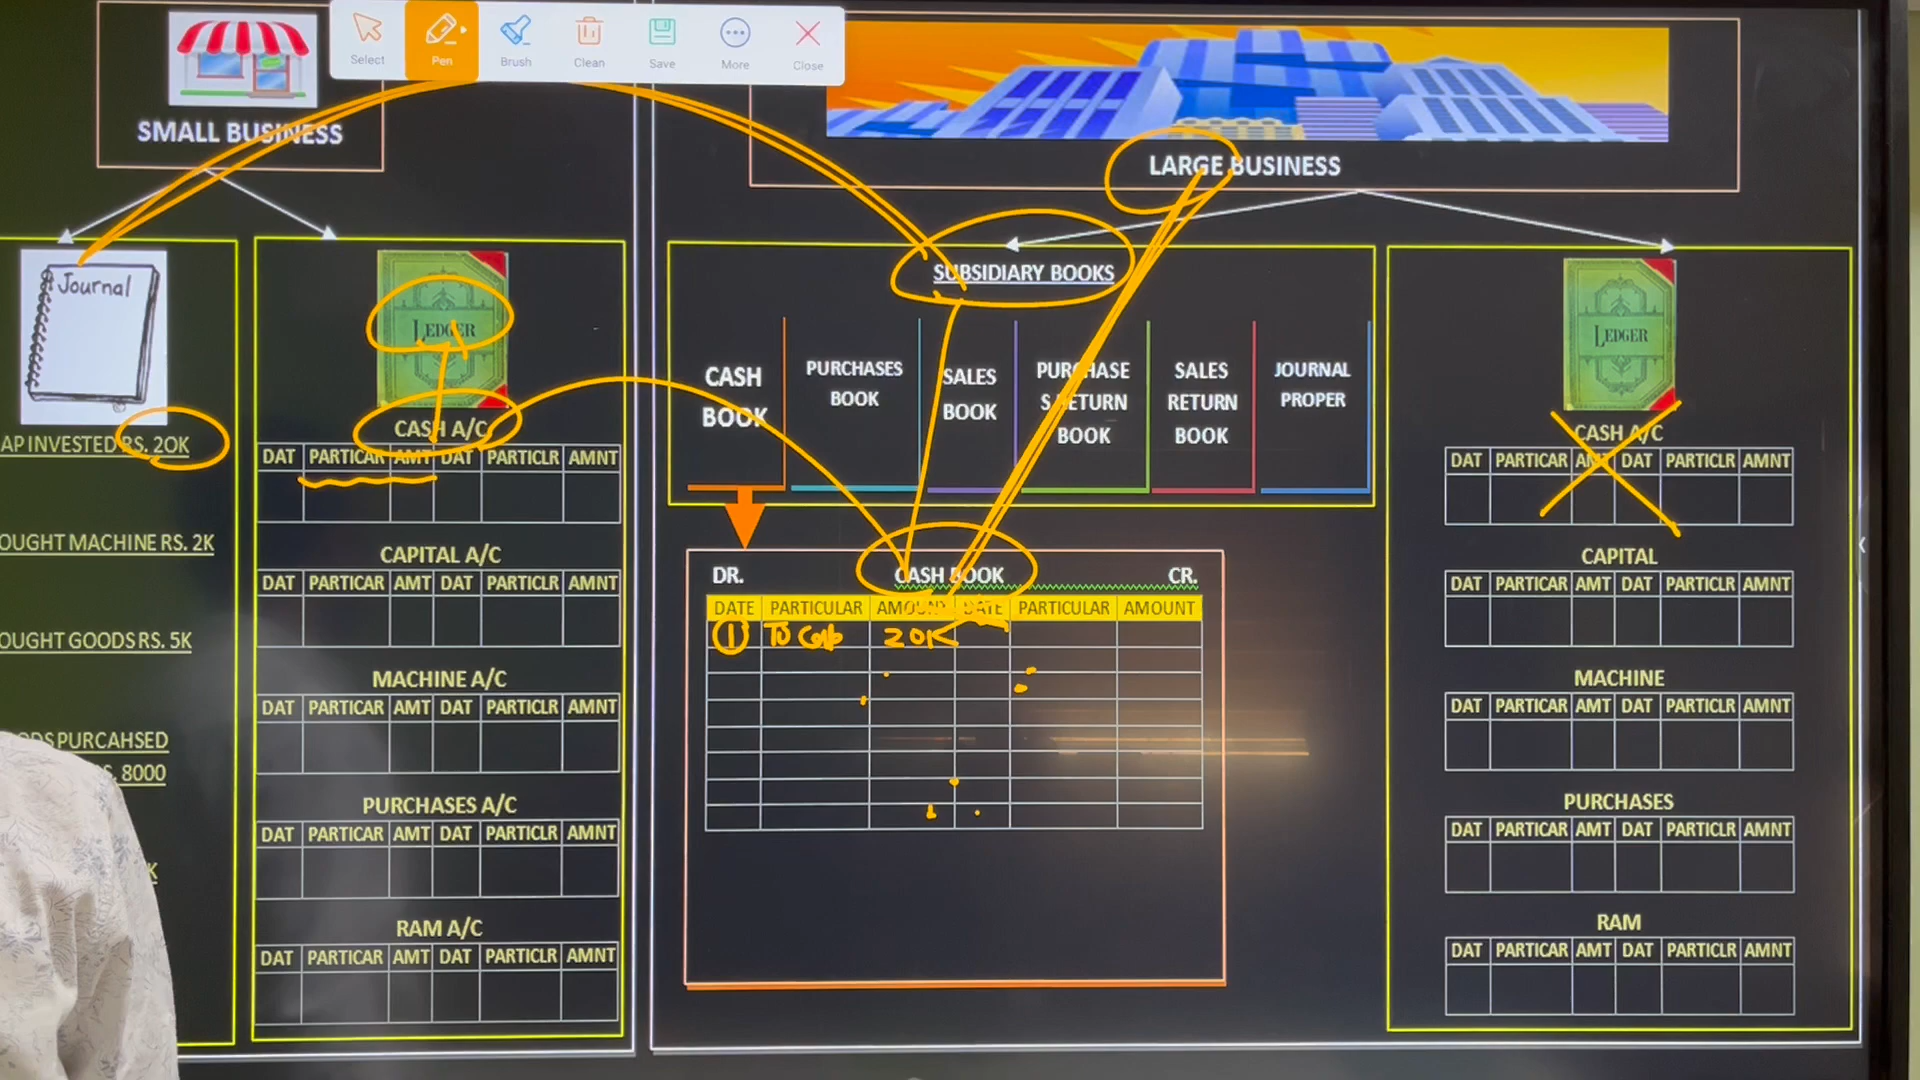 Select Pen Brush Clean Save More Close
SMALL BUSINESS
LARGE BUSINESS
Journal
LEDGER
AP INVESTED RS. 20K
OUGHT MACHINE RS. 2K
OUGHT GOODS RS. 5K
DS PURCAHSED
S. 8000
K
CASH A/C
DAT PARTICAR AMT DAT PARTICLR AMNT
CAPITAL A/C
DAT PARTICAR AMT DAT PARTICLR AMNT
MACHINE A/C
DAT PARTICAR AMT DAT PARTICLR AMNT
PURCHASES A/C
DAT PARTICAR AMT DAT PARTICLR AMNT
RAM A/C
DAT PARTICAR AMT DAT PARTICLR AMNT
SUBSIDIARY BOOKS
CASH
BOOK
PURCHASES
BOOK
SALES
BOOK
PURCHASE
S RETURN
BOOK
SALES
RETURN
BOOK
JOURNAL
PROPER
DR. CASH BOOK CR.
DATE PARTICULAR AMOUNT DATE PARTICULAR AMOUNT
1 To 20K
LEDGER
CASH A/C
DAT PARTICAR AMT DAT PARTICLR AMNT
CAPITAL
DAT PARTICAR AMT DAT PARTICLR AMNT
MACHINE
DAT PARTICAR AMT DAT PARTICLR AMNT
PURCHASES
DAT PARTICAR AMT DAT PARTICLR AMNT
RAM
DAT PARTICAR AMT DAT PARTICLR AMNT